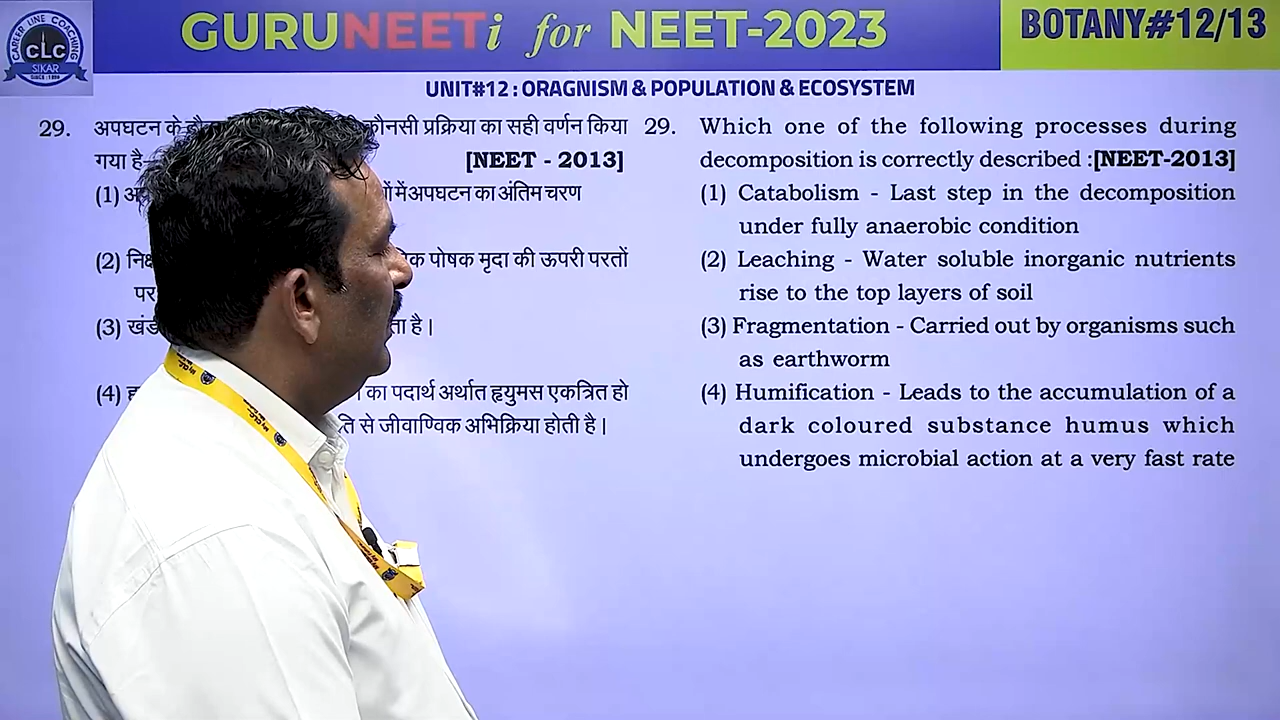 CAREER LINE COACHING
CLC
SIKAR
SINCE : 1996
GURUNEETi for NEET-2023
BOTANY#12/13
UNIT#12 : ORAGNISM & POPULATION & ECOSYSTEM
29. अपघटन के कौनसी प्रक्रिया का सही वर्णन किया
गया है– [NEET - 2013]
(1) में अपघटन का अंतिम चरण
(2) पोषक मृदा की ऊपरी परतों
(3)
(4) का पदार्थ अर्थात हृयुमस एकत्रित हो
से जीवाण्विक अभिक्रिया होती है।
29. Which one of the following processes during
decomposition is correctly described :[NEET-2013]
(1) Catabolism - Last step in the decomposition
under fully anaerobic condition
(2) Leaching - Water soluble inorganic nutrients
rise to the top layers of soil
(3) Fragmentation - Carried out by organisms such
as earthworm
(4) Humification - Leads to the accumulation of a
dark coloured substance humus which
undergoes microbial action at a very fast rate